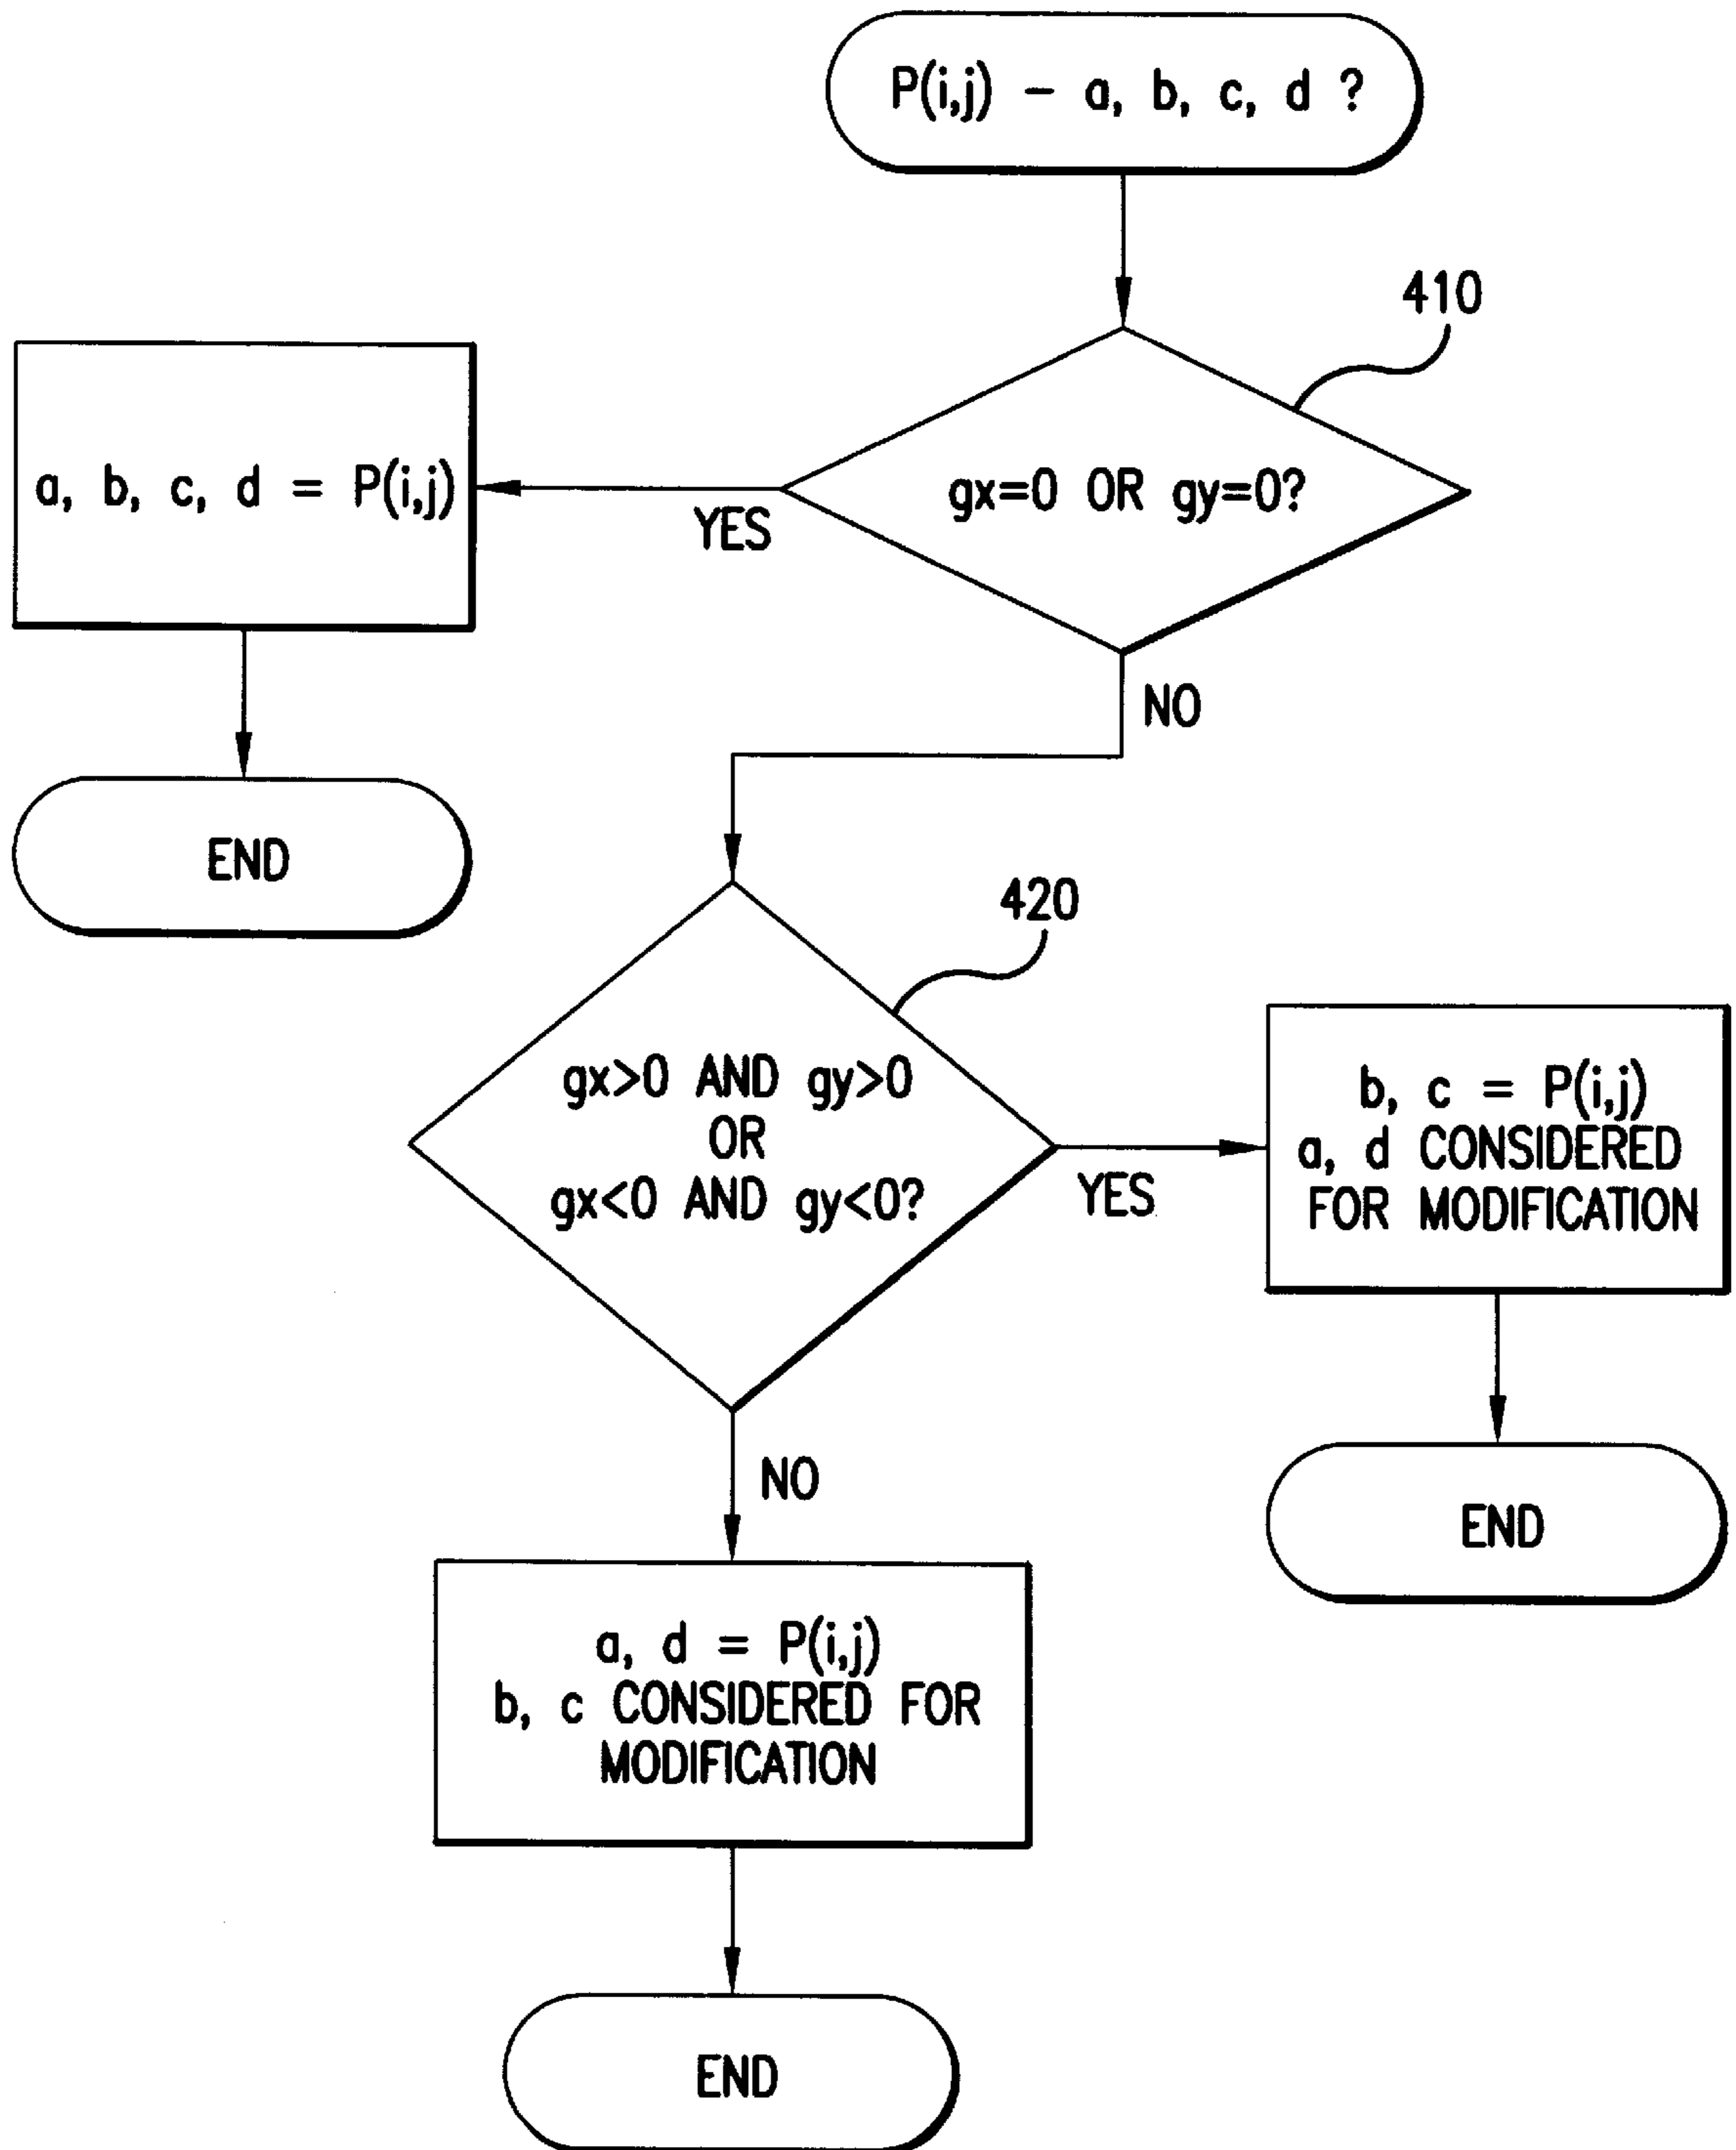 P(i,j) – a, b, c, d ?
410
gx=0 OR gy=0?
YES
a, b, c, d = P(i,j)
END
NO
420
gx>0 AND gy>0
OR
gx<0 AND gy<0?
YES
b, c = P(i,j)
a, d CONSIDERED
FOR MODIFICATION
END
NO
a, d = P(i,j)
b, c CONSIDERED FOR
MODIFICATION
END